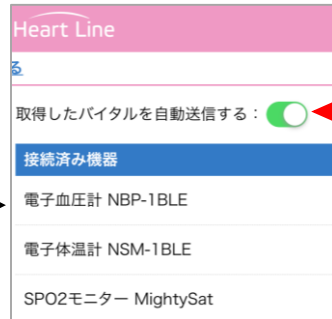 Heart Line
る
取得したバイタルを自動送信する：
接続済み機器
電子血圧計 NBP-1BLE
電子体温計 NSM-1BLE
SPO2モニター MightySat